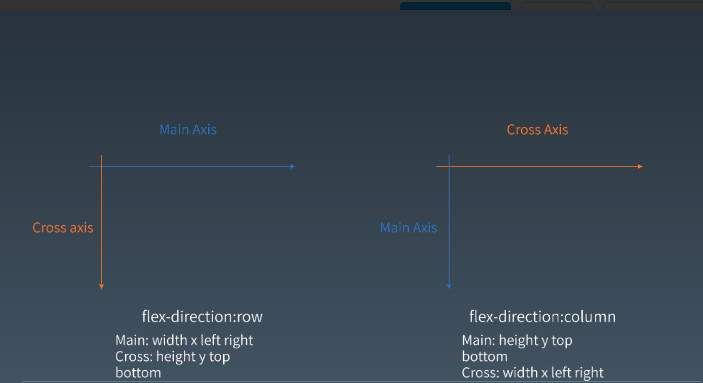 Main Axis
Cross axis
flex-direction:row
Main: width x left right
Cross: height y top
bottom
Cross Axis
Main Axis
flex-direction:column
Main: height y top
bottom
Cross: width x left right